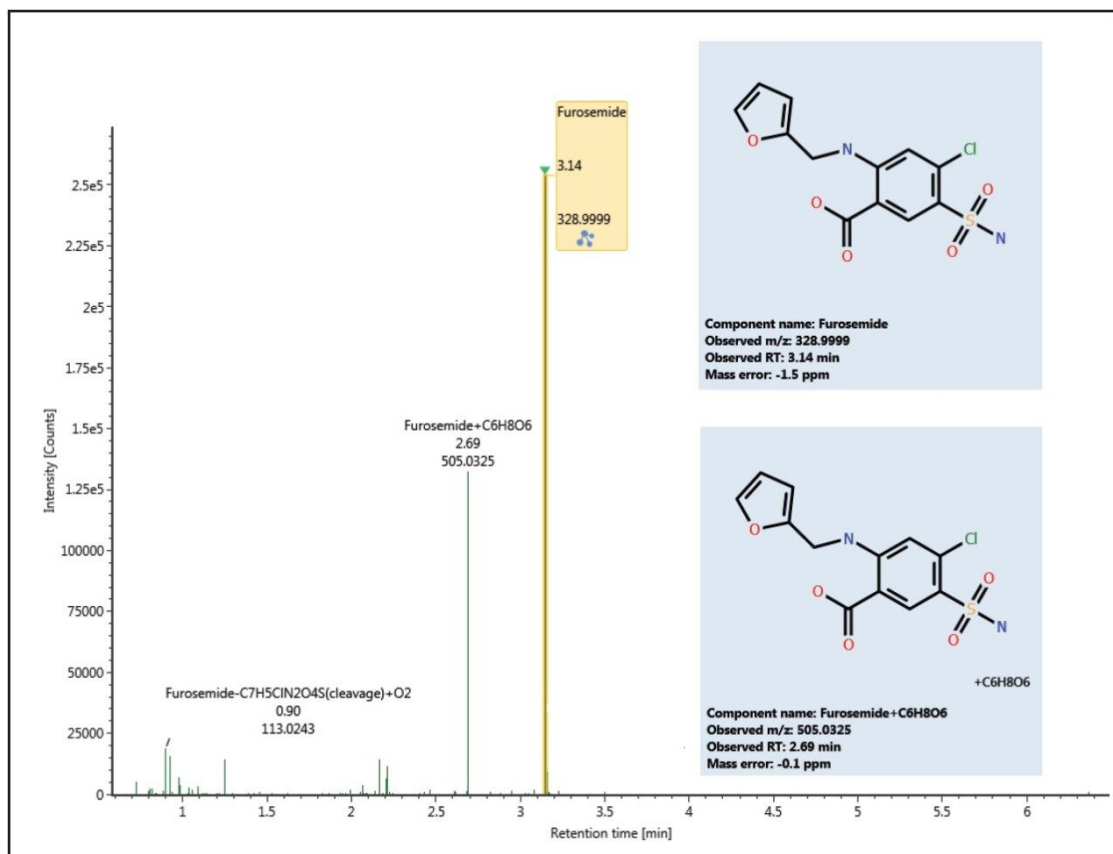 Furosemide
3.14
328.9999
2.5e5
2.25e5
2e5
1.75e5
1.5e5
1.25e5
100000
75000
50000
25000
0
Intensity [Counts]
Furosemide+C6H8O6
2.69
505.0325
Furosemide-C7H5ClN2O4S(cleavage)+O2
0.90
113.0243
1
1.5
2
2.5
3
3.5
4
4.5
5
5.5
6
Retention time [min]
O
N
Cl
O
O
S
O
O
N
Component name: Furosemide
Observed m/z: 328.9999
Observed RT: 3.14 min
Mass error: -1.5 ppm
O
N
Cl
O
O
S
O
O
N
+C6H8O6
Component name: Furosemide+C6H8O6
Observed m/z: 505.0325
Observed RT: 2.69 min
Mass error: -0.1 ppm